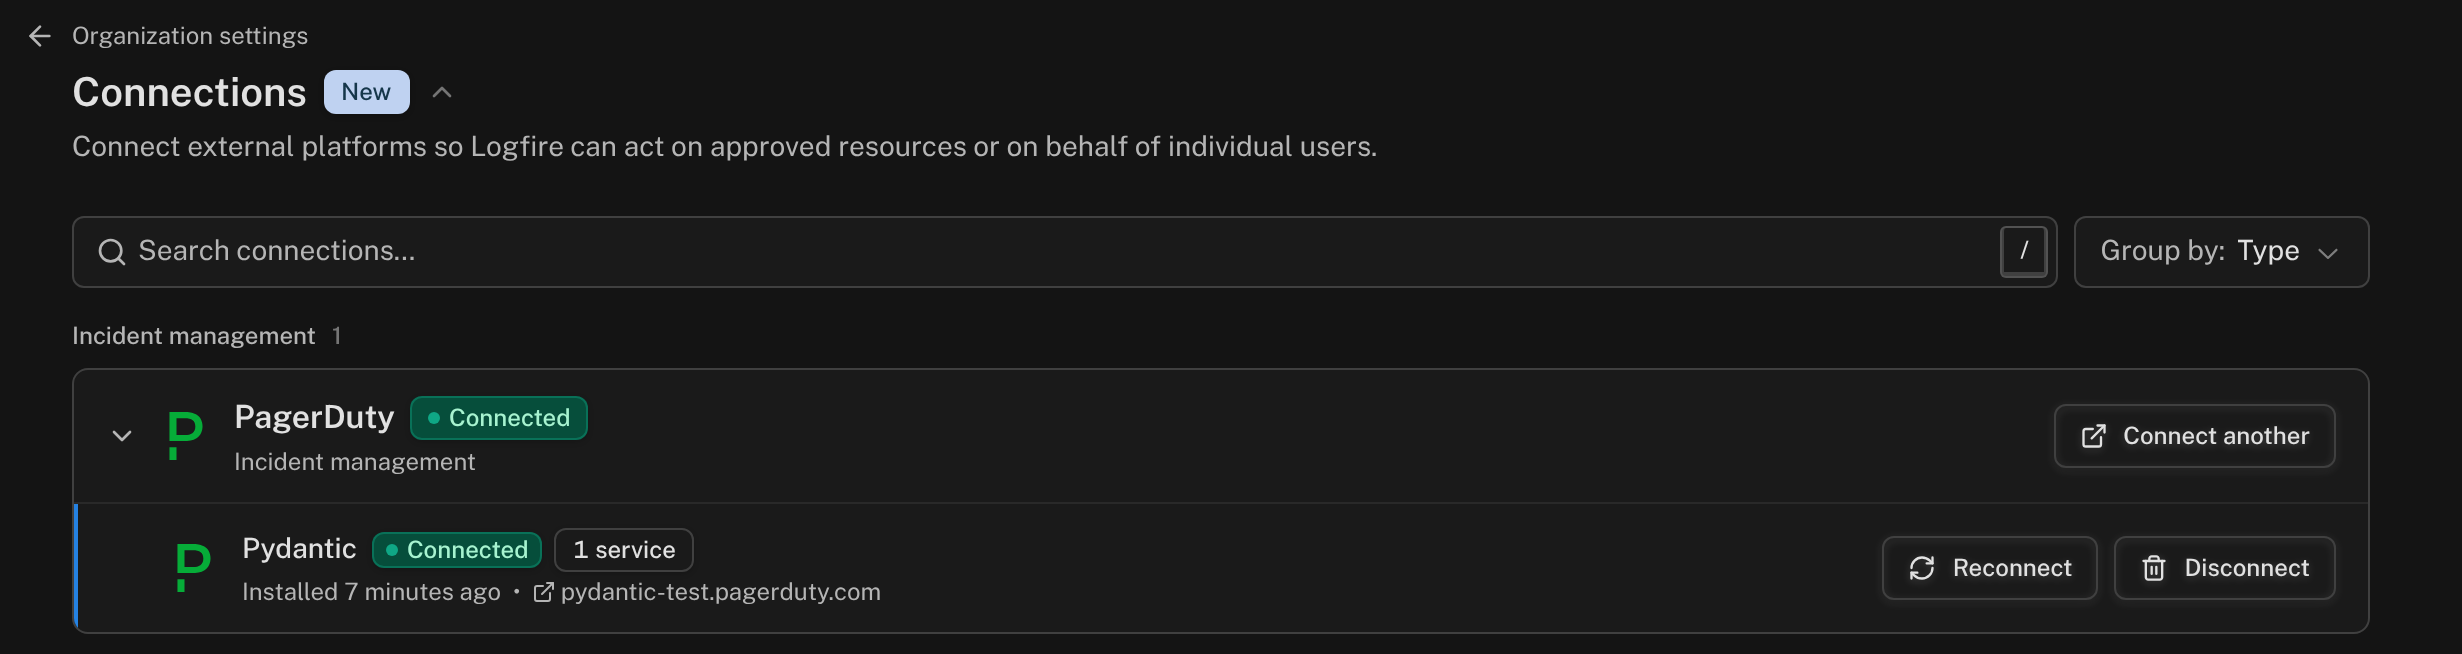 Organization settings
Connections New
Connect external platforms so Logfire can act on approved resources or on behalf of individual users.
Search connections... /
Group by: Type
Incident management 1
PagerDuty Connected
Incident management
Connect another
Pydantic Connected 1 service
Installed 7 minutes ago • pydantic-test.pagerduty.com
Reconnect
Disconnect